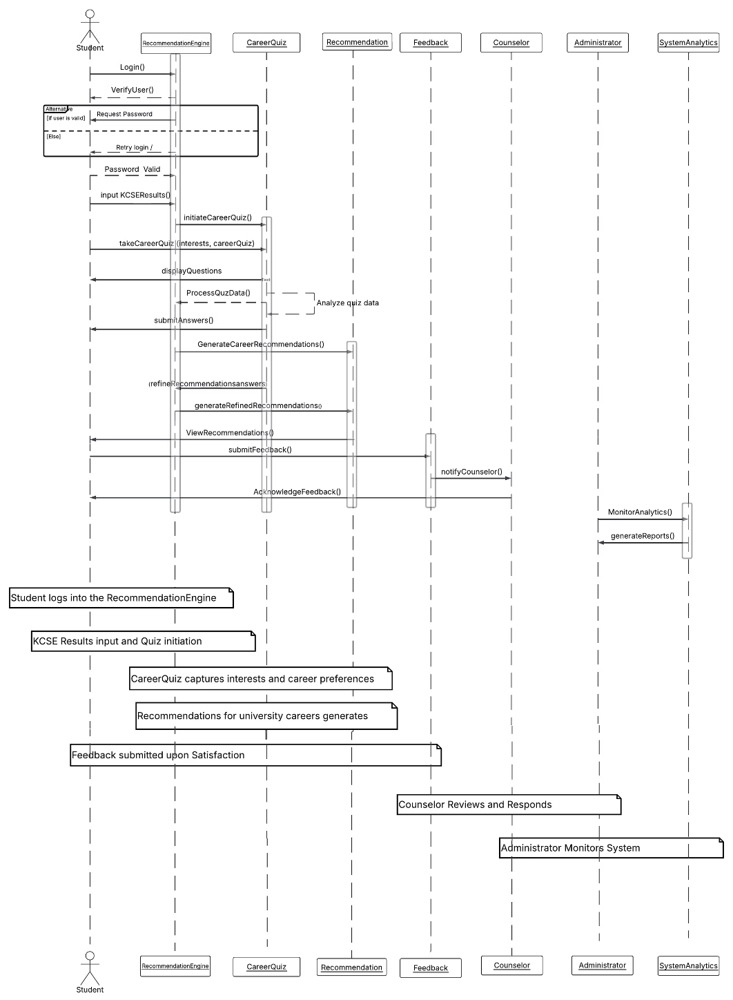 Student
RecommendationEngine
CareerQuiz
Recommendation
Feedback
Counselor
Administrator
SystemAnalytics
Login()
VerifyUser()
Alternative
[if user is valid]
Request Password
[Else]
Retry login /
Password  Valid
input KCSEResults()
initiateCareerQuiz()
takeCareerQuiz (interests, careerQuiz)
displayQuestions
Text
ProcessQuzData()
Analyze quiz data
submitAnswers()
GenerateCareerRecommendations()
(refineRecommendationsanswers)
generateRefinedRecommendations()
ViewRecommendations()
submitFeedback()
notifyCounselor()
AcknowledgeFeedback()
MonitorAnalytics()
generateReports()
Student logs into the RecommendationEngine
KCSE Results input and Quiz initiation
CareerQuiz captures interests and career preferences
Recommendations for university careers generates
Feedback submitted upon Satisfaction
Counselor Reviews and Responds
Administrator Monitors System
RecommendationEngine
CareerQuiz
Recommendation
Feedback
Counselor
Administrator
SystemAnalytics
Student